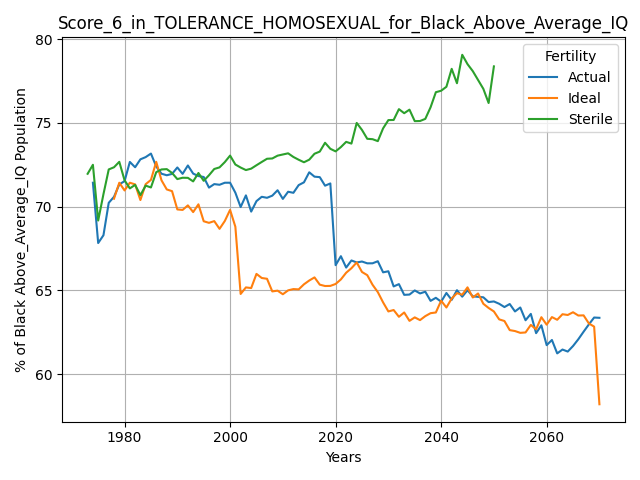 Score_6_in_TOLERANCE_HOMOSEXUAL_for_Black_Above_Average_IQ
% of Black Above_Average_IQ Population
80
75
70
65
60
Fertility
Actual
Ideal
Sterile
1980 2000 2020 2040 2060
Years